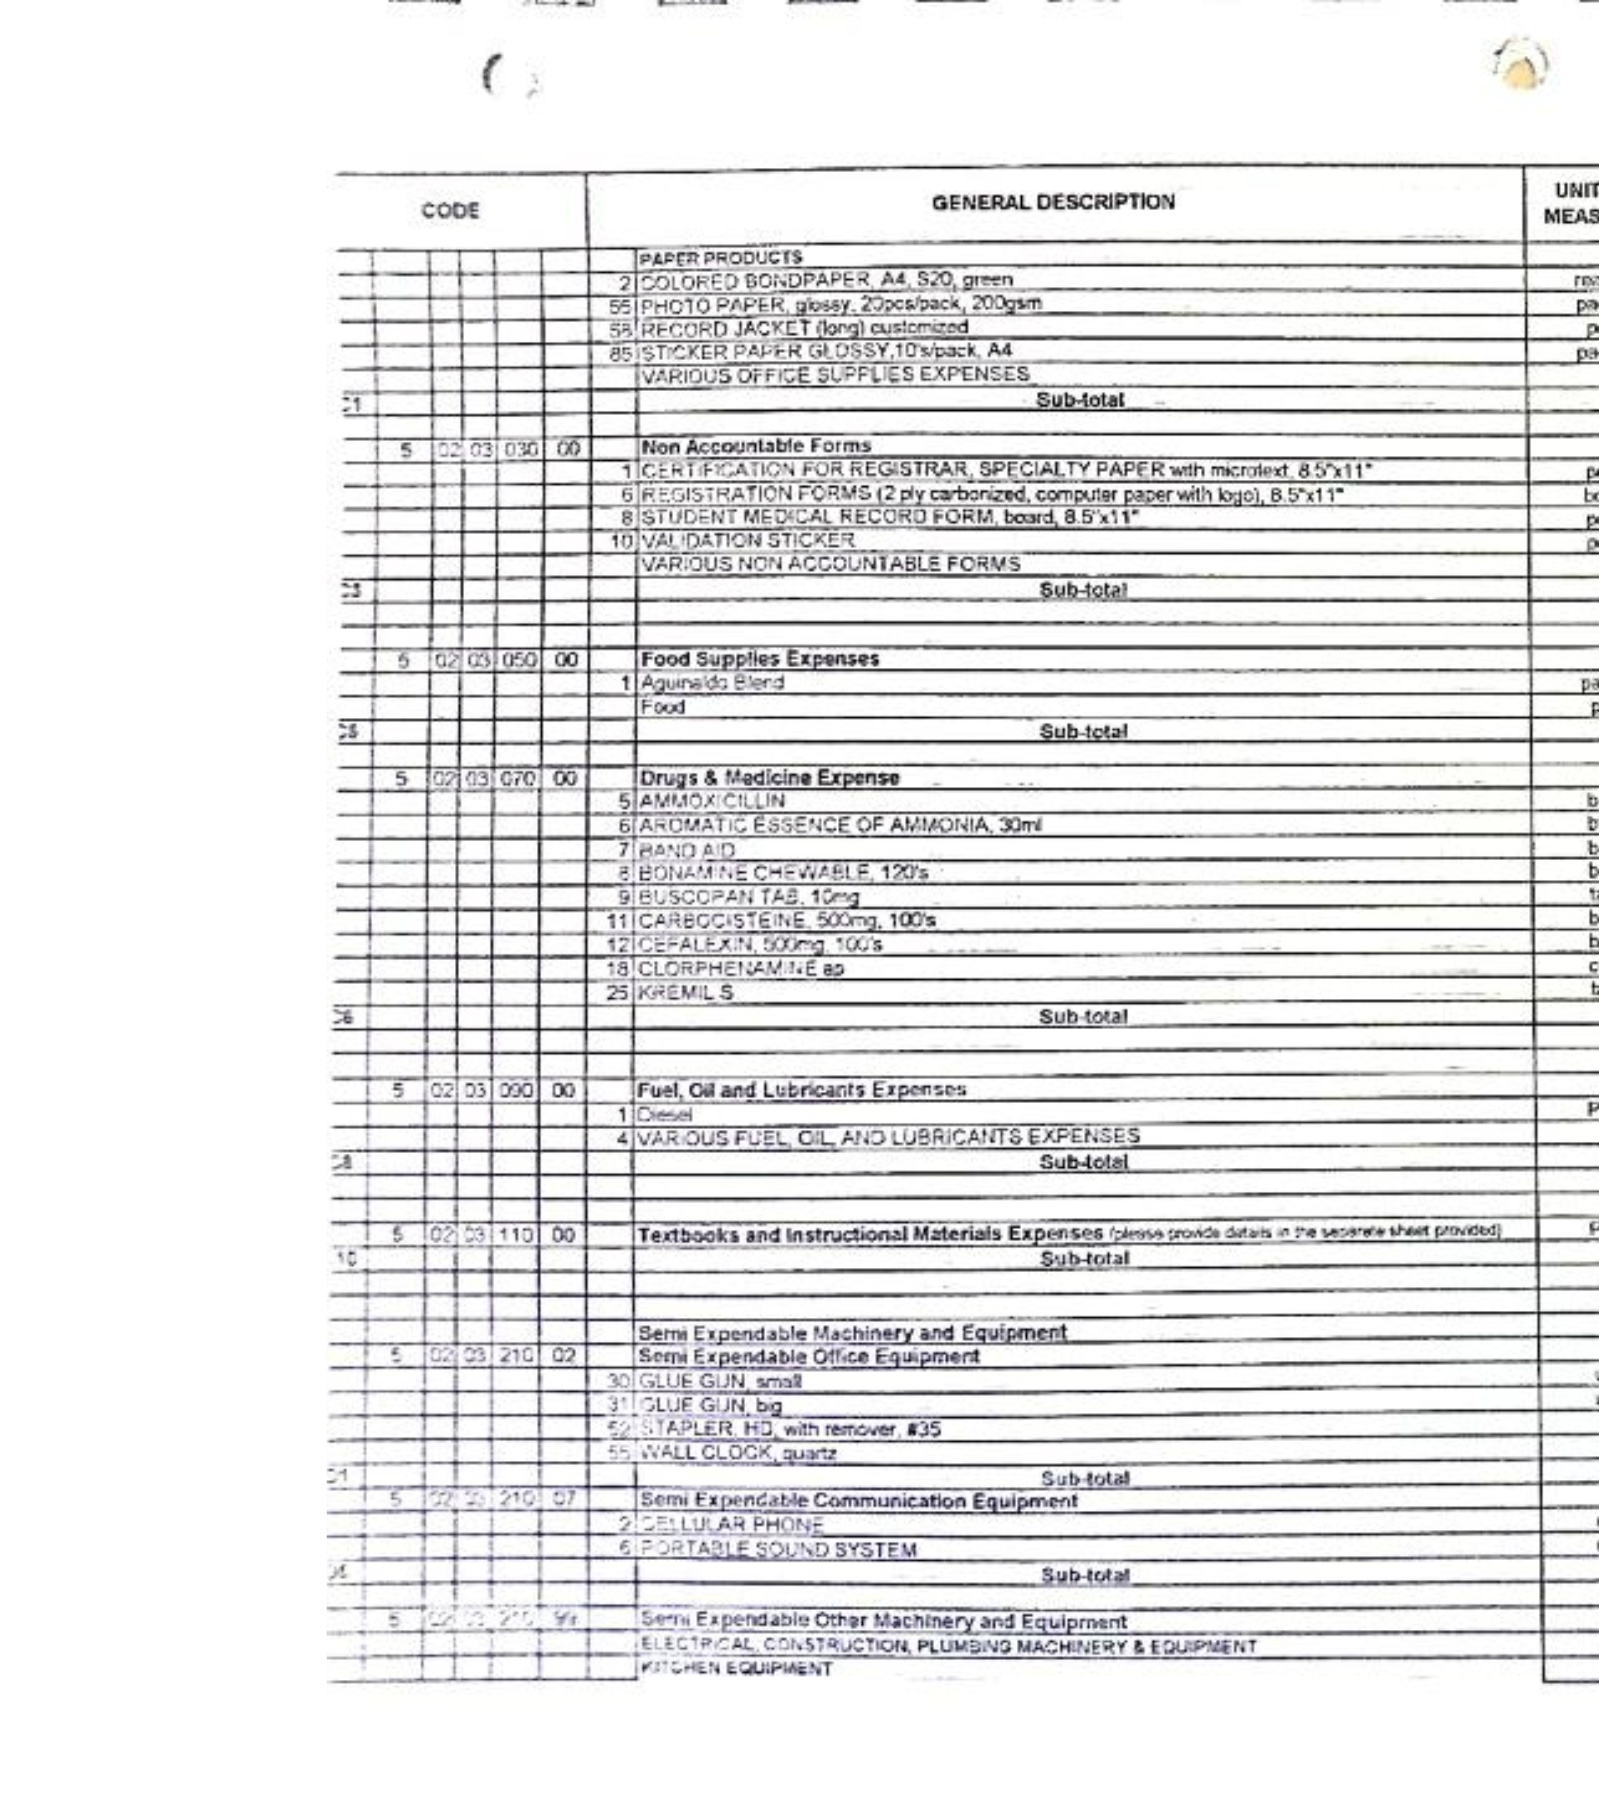 CODE GENERAL DESCRIPTION UNIT
MEAS
PAPER PRODUCTS
2 COLORED BONDPAPER, A4, S20, green
55 PHOTO PAPER, glossy, 20pcs/pack, 200gsm pa
58 RECORD JACKET (long) customized
85 STICKER PAPER GLOSSY,10's/pack, A4 pa
VARIOUS OFFICE SUPPLIES EXPENSES
Sub-total
5 02 03 030 00 Non Accountable Forms
1 CERTIFICATION FOR REGISTRAR, SPECIALTY PAPER with microtext, 8.5"x11"
6 REGISTRATION FORMS (2 ply carbonized, computer paper with logo), 8.5"x11"
8 STUDENT MEDICAL RECORD FORM, board, 8.5"x11"
10 VALIDATION STICKER
VARIOUS NON ACCOUNTABLE FORMS
Sub-total
5 02 03 050 00 Food Supplies Expenses
1 Aguinaldo Blend pa
Food
Sub-total
5 02 03 070 00 Drugs & Medicine Expense
5 AMMOXICILLIN b
6 AROMATIC ESSENCE OF AMMONIA, 30ml b
7 BAND AID b
8 BONAMINE CHEWABLE, 120's b
9 BUSCOPAN TAB, 10mg
11 CARBOCISTEINE, 500mg, 100's b
12 CEFALEXIN, 500mg, 100's b
18 CLORPHENAMINE ap c
25 KREMIL S
Sub-total
5 02 03 090 00 Fuel, Oil and Lubricants Expenses
1 Diesel
4 VARIOUS FUEL, OIL, AND LUBRICANTS EXPENSES
Sub-total
5 02 03 110 00 Textbooks and Instructional Materials Expenses (please provide details in the separate sheet provided)
10 Sub-total
Semi Expendable Machinery and Equipment
5 02 03 210 02 Semi Expendable Office Equipment
30 GLUE GUN, small
31 GLUE GUN, big
52 STAPLER, HD, with remover, #35
55 WALL CLOCK, quartz
Sub-total
5 02 03 210 07 Semi Expendable Communication Equipment
2 CELLULAR PHONE
6 PORTABLE SOUND SYSTEM
Sub-total
5 02 03 210 99 Semi Expendable Other Machinery and Equipment
ELECTRICAL, CONSTRUCTION, PLUMBING MACHINERY & EQUIPMENT
KITCHEN EQUIPMENT